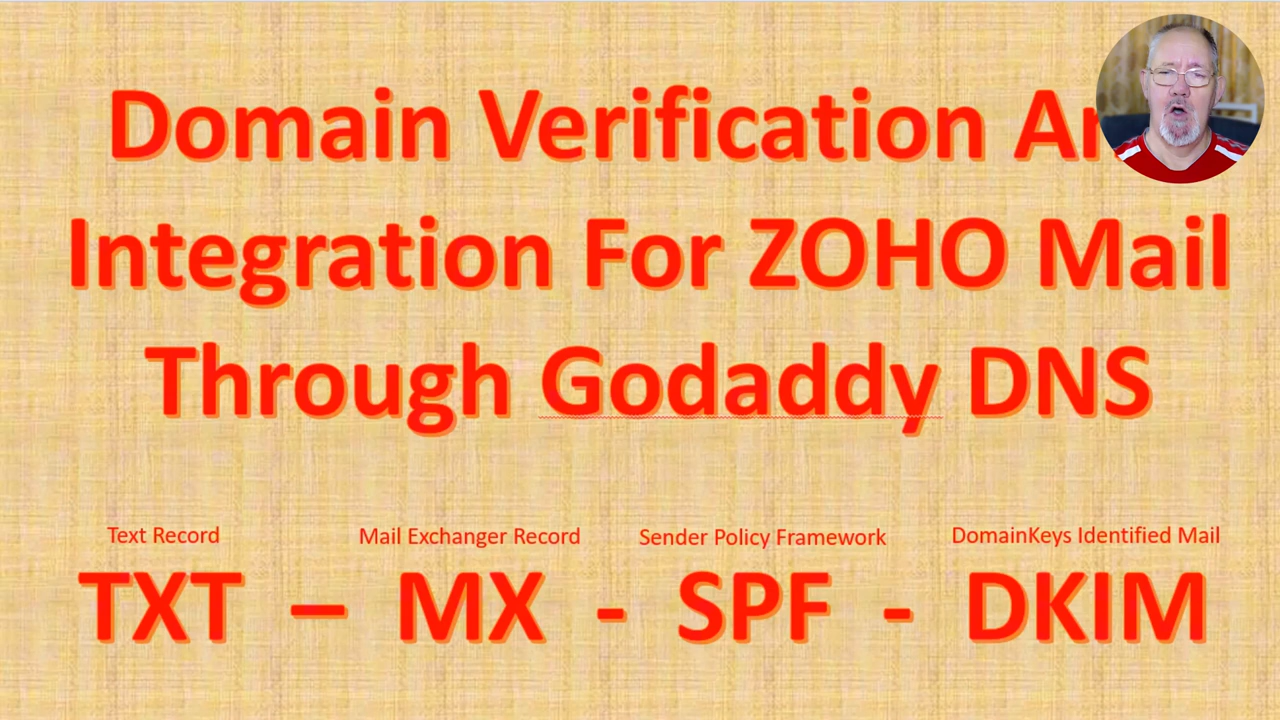 Domain Verification
Integration For ZOHO Mail
Through Godaddy DNS
Text Record Mail Exchanger Record Sender Policy Framework DomainKeys Identified Mail
TXT – MX - SPF - DKIM